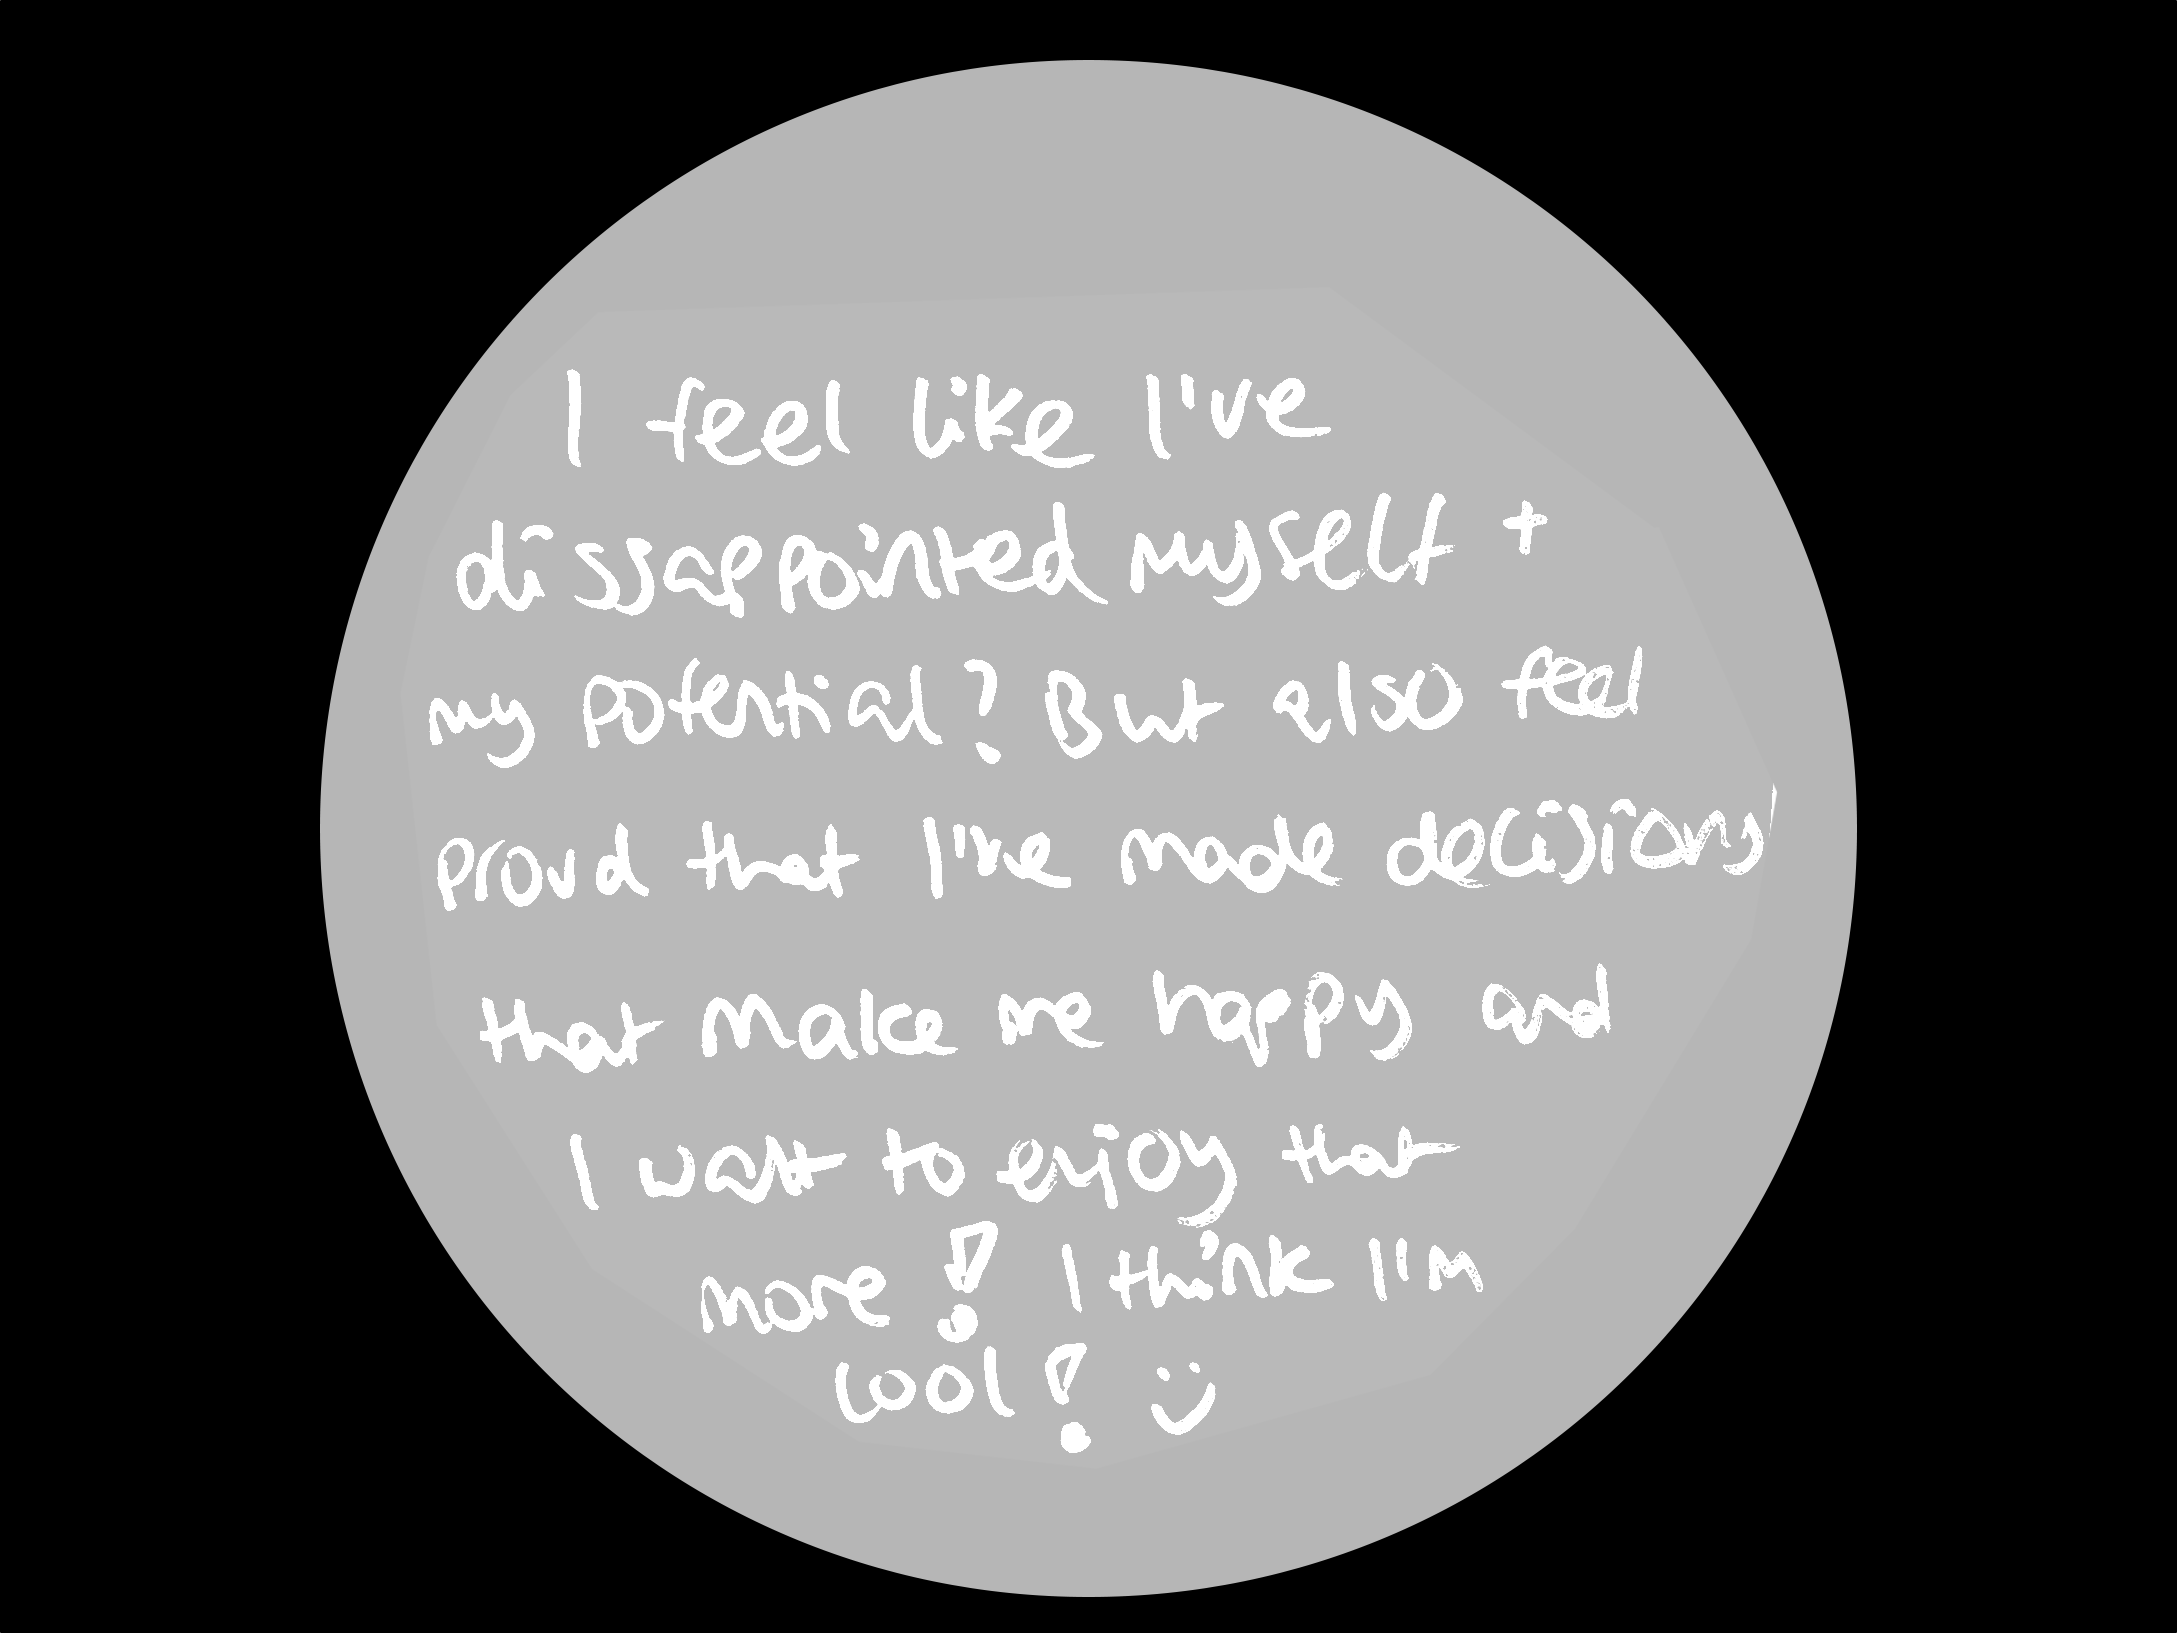 I feel like I've
dissappointed myself +
my potential? But also feel
proud that I've made decisions
that make me happy and
I want to enjoy that
more! I think I'm
cool! :)